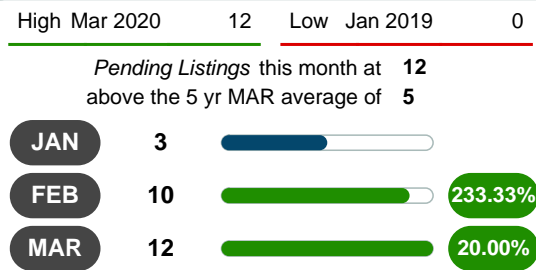 High Mar 2020 12 Low Jan 2019 0
Pending Listings this month at 12
above the 5 yr MAR average of 5
JAN 3
FEB 10 233.33%
MAR 12 20.00%